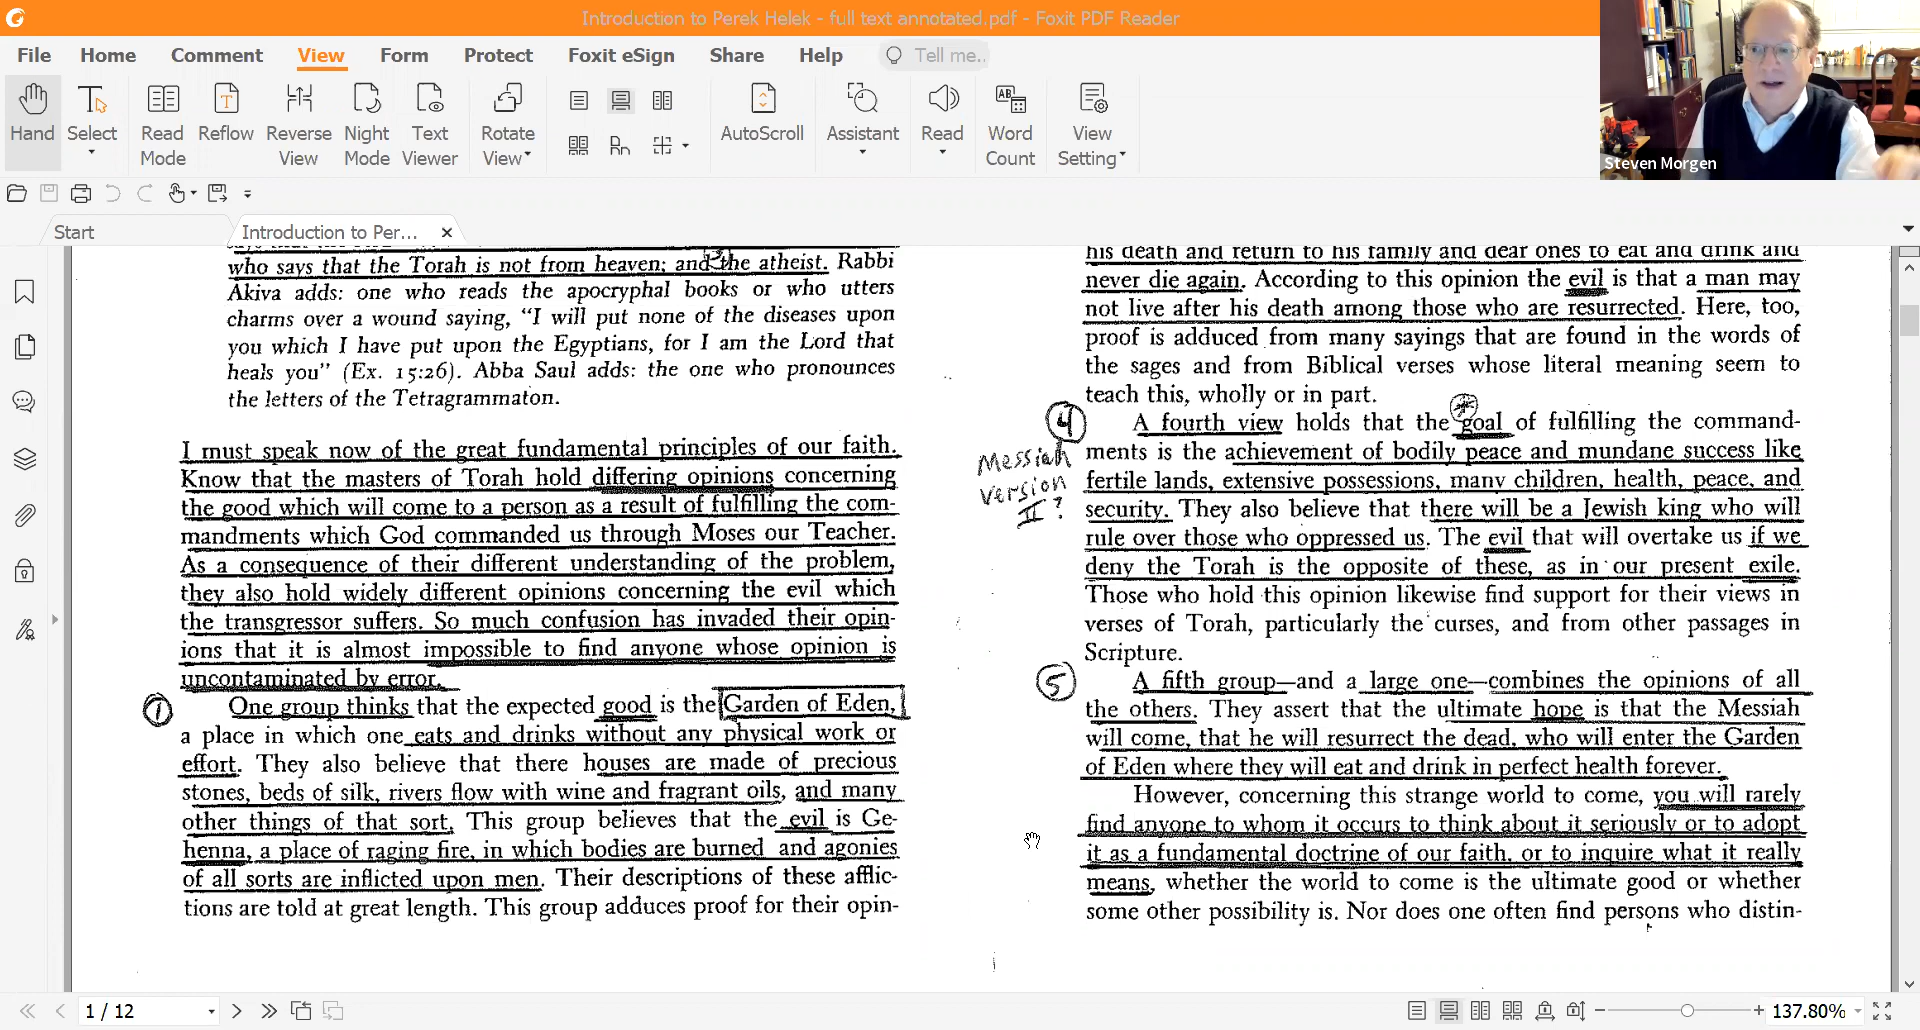 Introduction to Perek Helek - full text annotated.pdf - Foxit PDF Reader
File Home Comment View Form Protect Foxit eSign Share Help Tell me..
Hand Select Read Mode Reflow Reverse View Night Mode Text Viewer Rotate View AutoScroll Assistant Read Word Count View Setting
Steven Morgen
Start Introduction to Per...
who says that the Torah is not from heaven; and the atheist. Rabbi
Akiva adds: one who reads the apocryphal books or who utters
charms over a wound saying, “I will put none of the diseases upon
you which I have put upon the Egyptians, for I am the Lord that
heals you” (Ex. 15:26). Abba Saul adds: the one who pronounces
the letters of the Tetragrammaton.
I must speak now of the great fundamental principles of our faith.
Know that the masters of Torah hold differing opinions concerning
the good which will come to a person as a result of fulfilling the com-
mandments which God commanded us through Moses our Teacher.
As a consequence of their different understanding of the problem,
they also hold widely different opinions concerning the evil which
the transgressor suffers. So much confusion has invaded their opin-
ions that it is almost impossible to find anyone whose opinion is
uncontaminated by error.
1
One group thinks that the expected good is the Garden of Eden,
a place in which one eats and drinks without any physical work or
effort. They also believe that there houses are made of precious
stones, beds of silk, rivers flow with wine and fragrant oils, and many
other things of that sort. This group believes that the evil is Ge-
henna, a place of raging fire, in which bodies are burned and agonies
of all sorts are inflicted upon men. Their descriptions of these afflic-
tions are told at great length. This group adduces proof for their opin-
his death and return to his family and dear ones to eat and drink and
never die again. According to this opinion the evil is that a man may
not live after his death among those who are resurrected. Here, too,
proof is adduced from many sayings that are found in the words of
the sages and from Biblical verses whose literal meaning seem to
teach this, wholly or in part.
4
Messiah
version
II?
A fourth view holds that the goal of fulfilling the command-
ments is the achievement of bodily peace and mundane success like
fertile lands, extensive possessions, many children, health, peace, and
security. They also believe that there will be a Jewish king who will
rule over those who oppressed us. The evil that will overtake us if we
deny the Torah is the opposite of these, as in our present exile.
Those who hold this opinion likewise find support for their views in
verses of Torah, particularly the curses, and from other passages in
Scripture.
5
A fifth group—and a large one—combines the opinions of all
the others. They assert that the ultimate hope is that the Messiah
will come, that he will resurrect the dead, who will enter the Garden
of Eden where they will eat and drink in perfect health forever.
However, concerning this strange world to come, you will rarely
find anyone to whom it occurs to think about it seriously or to adopt
it as a fundamental doctrine of our faith, or to inquire what it really
means, whether the world to come is the ultimate good or whether
some other possibility is. Nor does one often find persons who distin-
1 / 12
137.80%